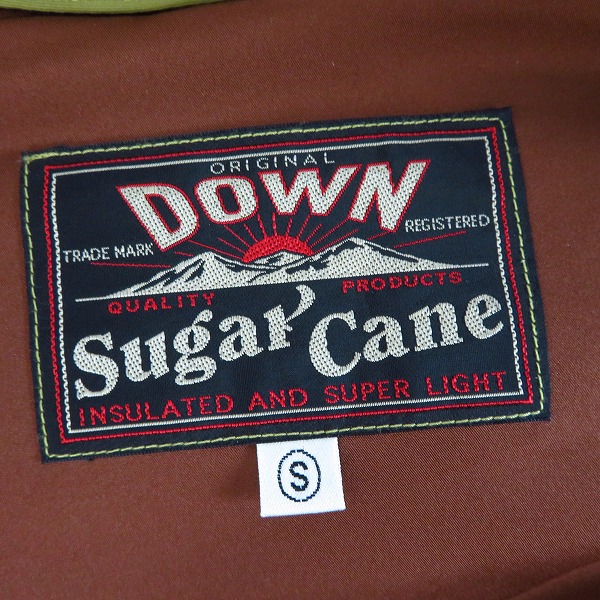 ORIGINAL
DOWN
TRADE MARK REGISTERED
QUALITY PRODUCTS
Sugar Cane
INSULATED AND SUPER LIGHT
S